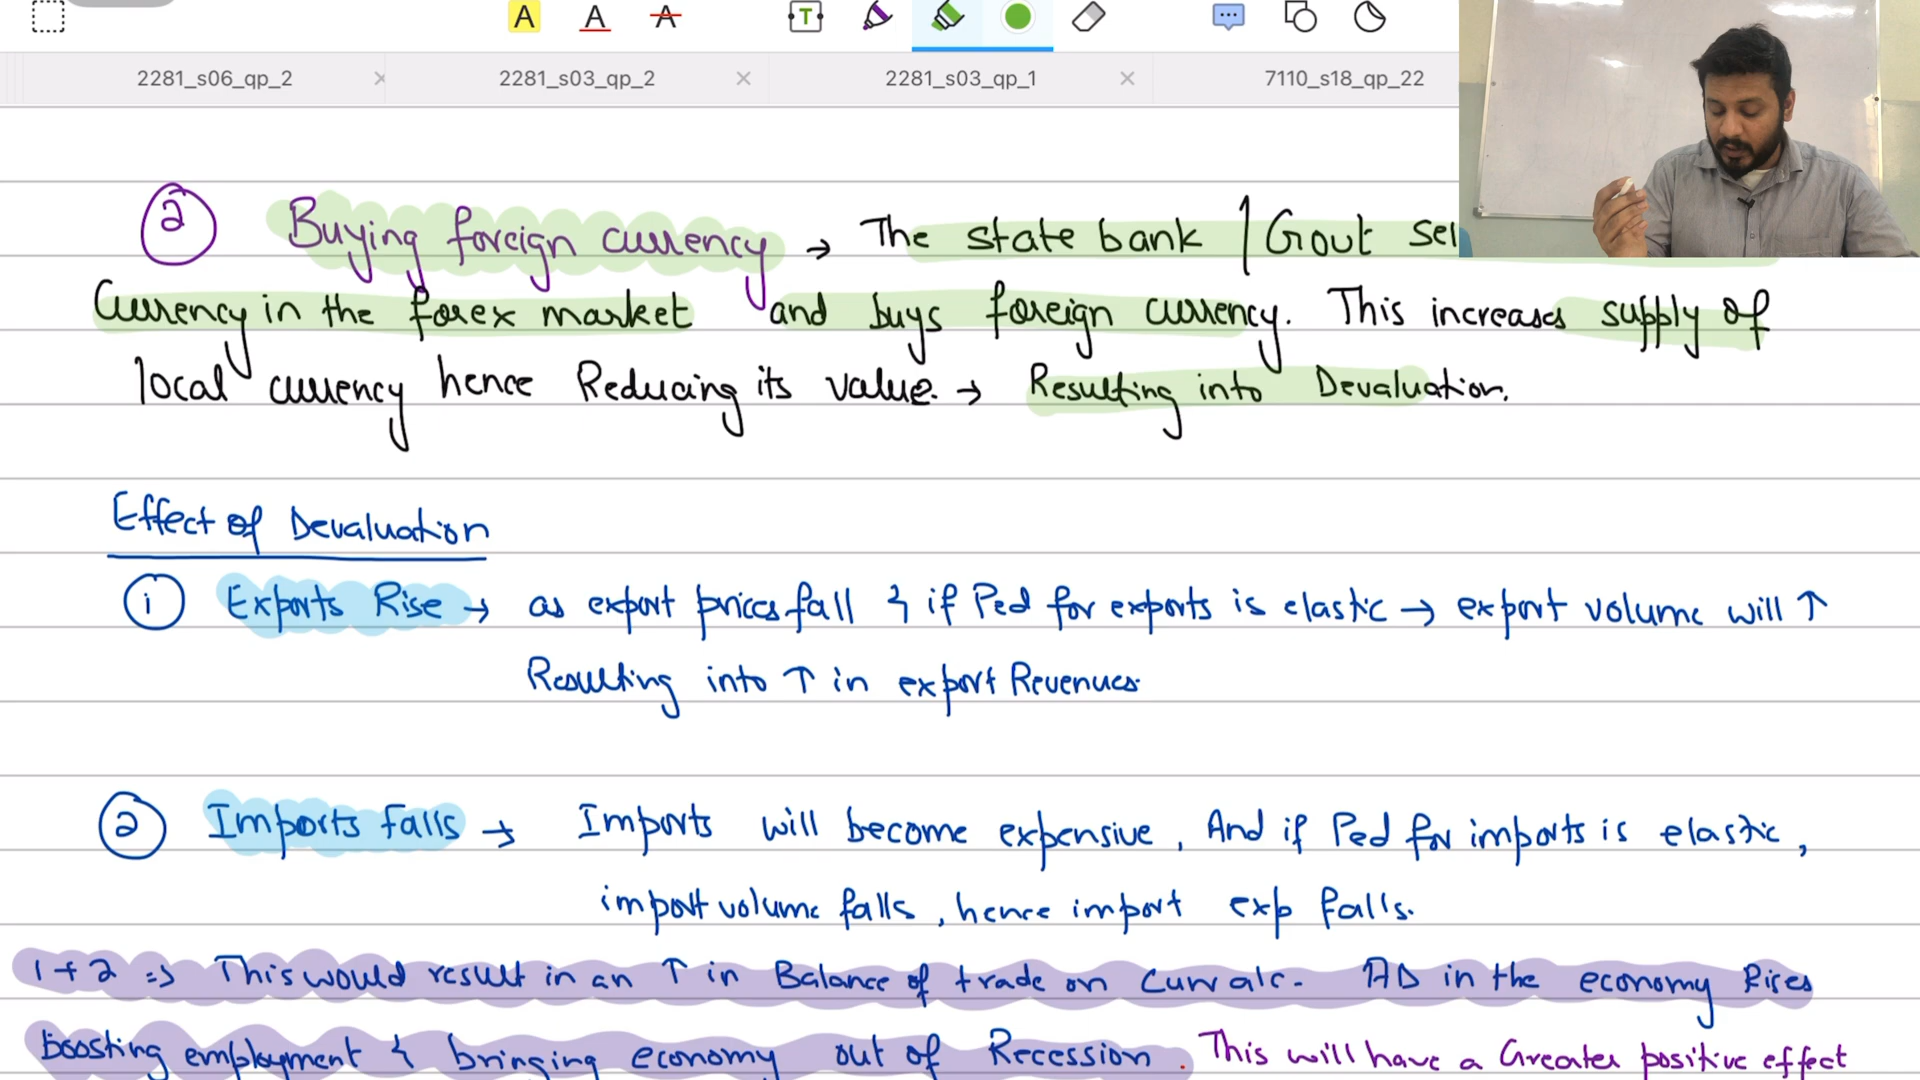 A A A T
2281_s06_qp_2 × 2281_s03_qp_2 × 2281_s03_qp_1 × 7110_s18_qp_22
2 Buying foreign currency → The state bank / Govt sel
Currency in the forex market and buys foreign currency. This increases supply of
local currency hence Reducing its value. → Resulting into Devaluation.
Effect of Devaluation
1 Exports Rise → as export prices fall & if Ped for exports is elastic → export volume will ↑
Resulting into ↑ in export Revenues.
2 Imports falls → Imports will become expensive, And if Ped for imports is elastic,
import volume falls, hence import exp falls.
1 + 2 => This would result in an ↑ in Balance of trade on Curr a/c. AD in the economy Rises
Boosting employment & bringing economy out of Recession. This will have a Greater positive effect